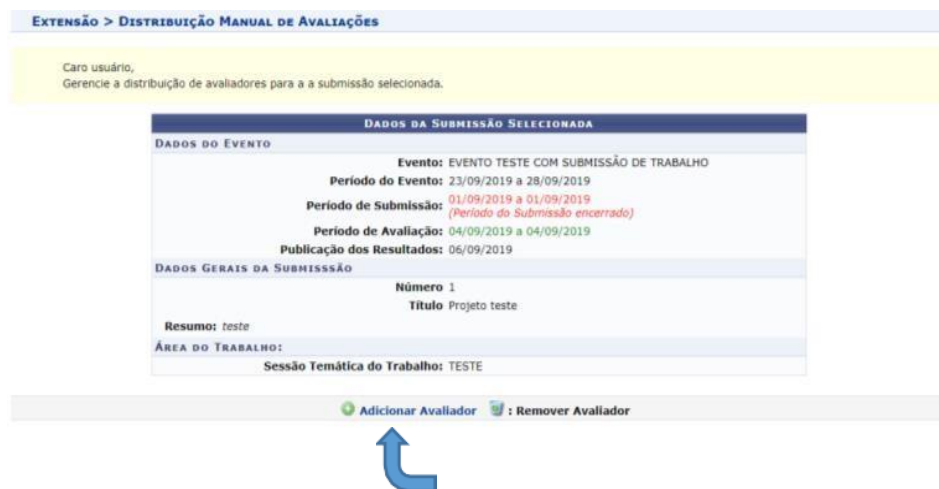 EXTENSÃO > DISTRIBUIÇÃO MANUAL DE AVALIAÇÕES
Caro usuário,
Gerencie a distribuição de avaliadores para a a submissão selecionada.
DADOS DA SUBMISSÃO SELECIONADA
DADOS DO EVENTO
Evento: EVENTO TESTE COM SUBMISSÃO DE TRABALHO
Período do Evento: 23/09/2019 a 28/09/2019
Período de Submissão: 01/09/2019 a 01/09/2019
(Período do Submissão encerrado)
Período de Avaliação: 04/09/2019 a 04/09/2019
Publicação dos Resultados: 06/09/2019
DADOS GERAIS DA SUBMISSSÃO
Número 1
Título Projeto teste
Resumo: teste
ÁREA DO TRABALHO:
Sessão Temática do Trabalho: TESTE
Adicionar Avaliador : Remover Avaliador